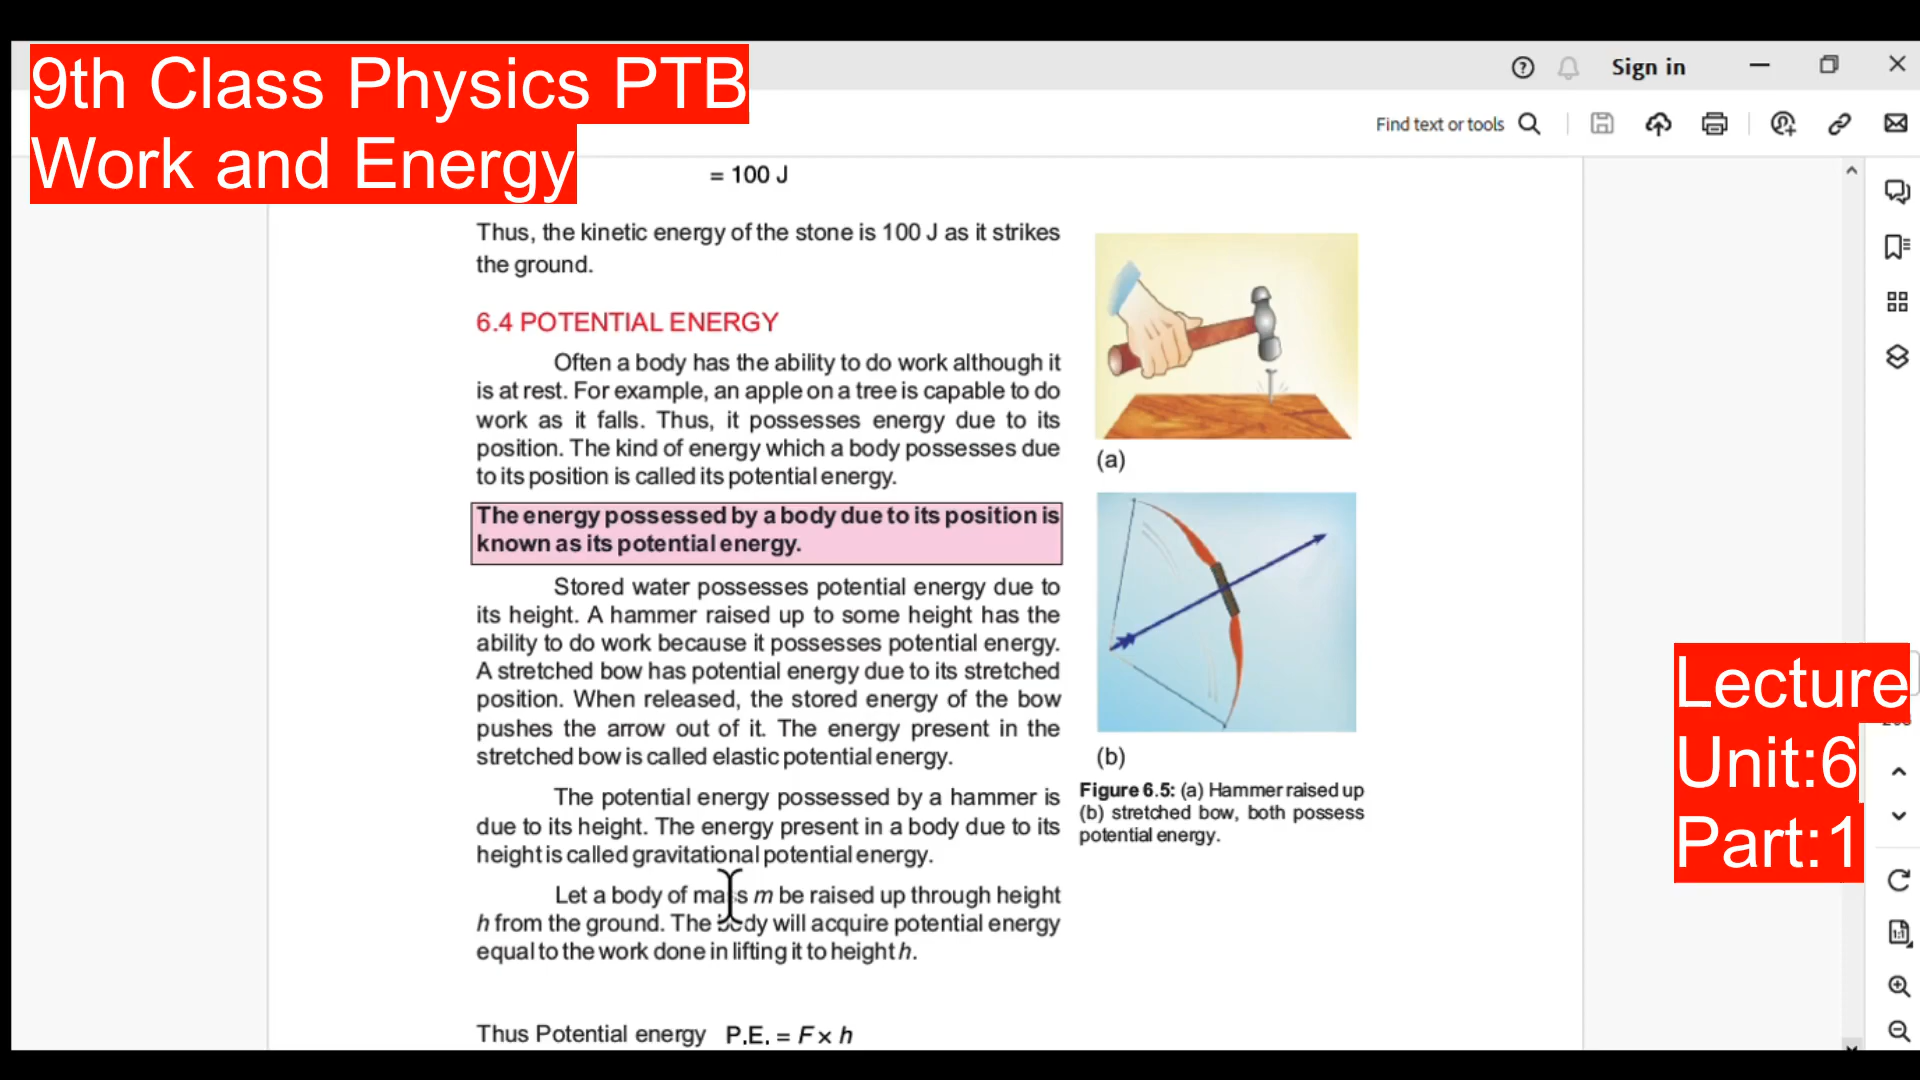 9th Class Physics PTB
Work and Energy
Sign in
Find text or tools
= 100 J
Thus, the kinetic energy of the stone is 100 J as it strikes
the ground.
6.4 POTENTIAL ENERGY
Often a body has the ability to do work although it
is at rest. For example, an apple on a tree is capable to do
work as it falls. Thus, it possesses energy due to its
position. The kind of energy which a body possesses due
to its position is called its potential energy.
The energy possessed by a body due to its position is
known as its potential energy.
Stored water possesses potential energy due to
its height. A hammer raised up to some height has the
ability to do work because it possesses potential energy.
A stretched bow has potential energy due to its stretched
position. When released, the stored energy of the bow
pushes the arrow out of it. The energy present in the
stretched bow is called elastic potential energy.
The potential energy possessed by a hammer is
due to its height. The energy present in a body due to its
height is called gravitational potential energy.
Let a body of mass m be raised up through height
h from the ground. The body will acquire potential energy
equal to the work done in lifting it to height h.
Thus Potential energy P.E. = F × h
(a)
(b)
Figure 6.5: (a) Hammer raised up
(b) stretched bow, both possess
potential energy.
Lecture
Unit:6
Part:1
1:1